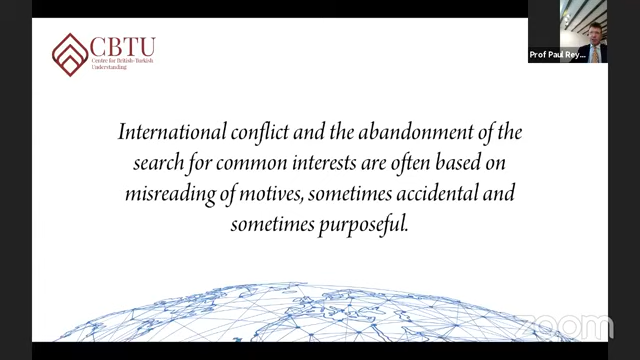 CBTU
Centre for British-Turkish
Understanding
Prof Paul Rey...
International conflict and the abandonment of the
search for common interests are often based on
misreading of motives, sometimes accidental and
sometimes purposeful.
zoom